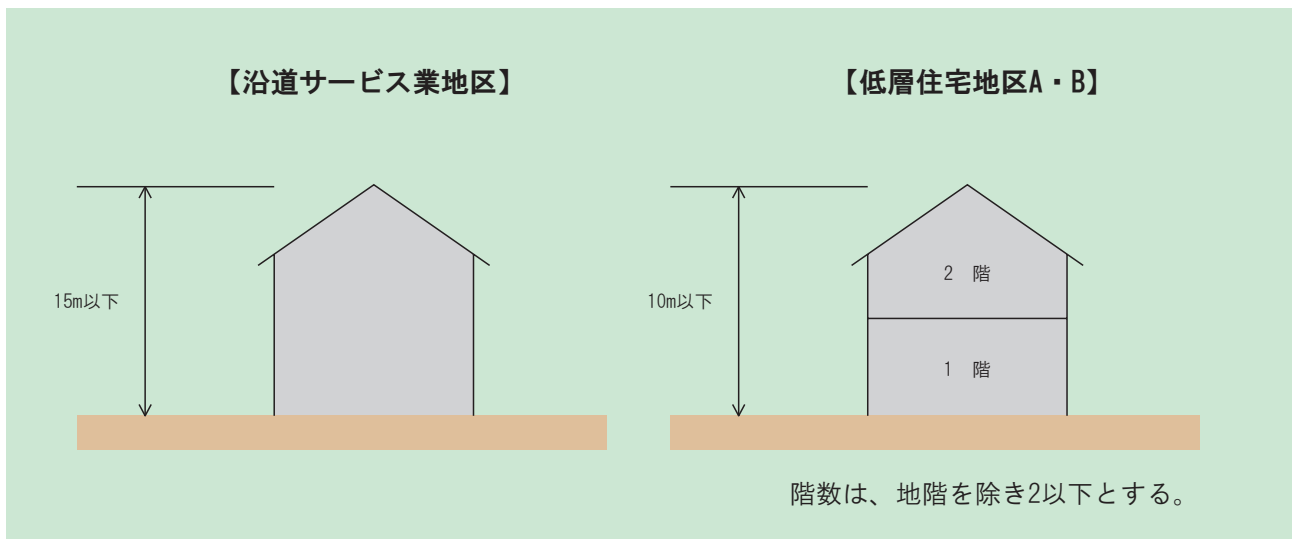 【沿道サービス業地区】
15m以下
【低層住宅地区A・B】
10m以下
2 階
1 階
階数は、地階を除き2以下とする。